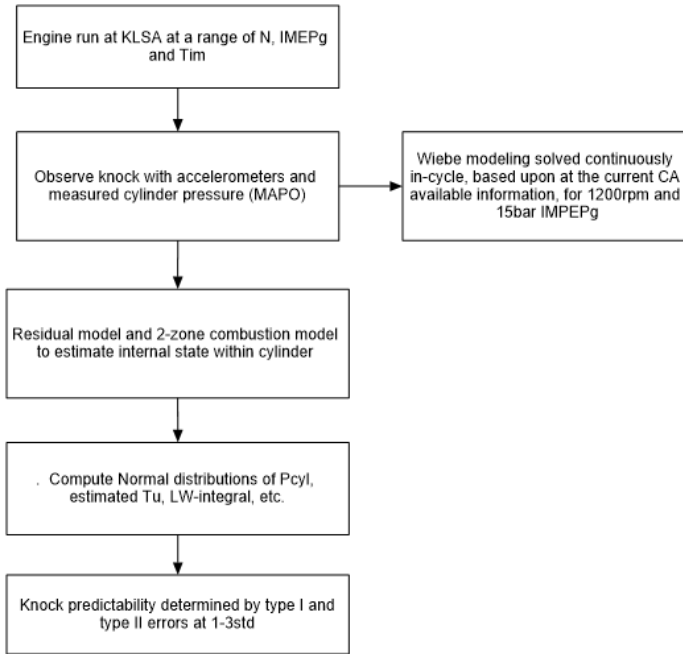 Engine run at KLSA at a range of N, IMEPg
and Tim
Observe knock with accelerometers and
measured cylinder pressure (MAPO)
Wiebe modeling solved continuously
in-cycle, based upon at the current CA
available information, for 1200rpm and
15bar IMPEPg
Residual model and 2-zone combustion model
to estimate internal state within cylinder
. Compute Normal distributions of Pcyl,
estimated Tu, LW-integral, etc.
Knock predictability determined by type I and
type II errors at 1-3std